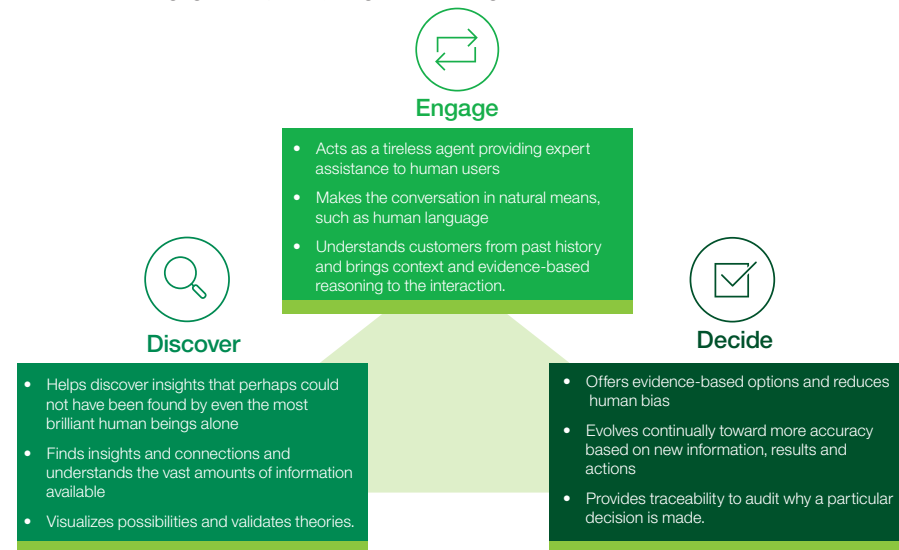 Engage
• Acts as a tireless agent providing expert
assistance to human users
• Makes the conversation in natural means,
such as human language
• Understands customers from past history
and brings context and evidence-based
reasoning to the interaction.
Discover
• Helps discover insights that perhaps could
not have been found by even the most
brilliant human beings alone
• Finds insights and connections and
understands the vast amounts of information
available
• Visualizes possibilities and validates theories.
Decide
• Offers evidence-based options and reduces
human bias
• Evolves continually toward more accuracy
based on new information, results and
actions
• Provides traceability to audit why a particular
decision is made.